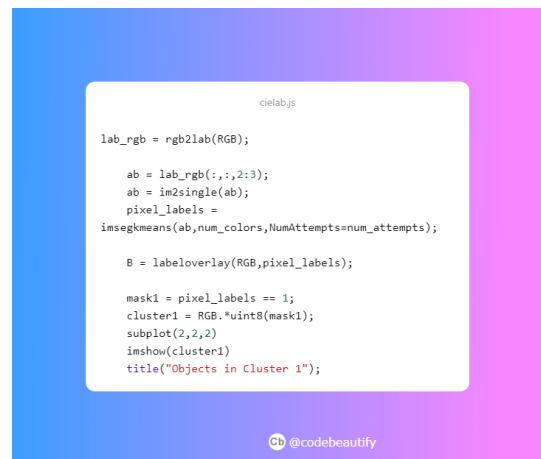 cielab.js
lab_rgb = rgb2lab(RGB);
ab = lab_rgb(:,:,2:3);
ab = im2single(ab);
pixel_labels =
imsegkmeans(ab,num_colors,NumAttempts=num_attempts);
B = labeloverlay(RGB,pixel_labels);
mask1 = pixel_labels == 1;
cluster1 = RGB.*uint8(mask1);
subplot(2,2,2)
imshow(cluster1)
title("Objects in Cluster 1");
Cb @codebeautify